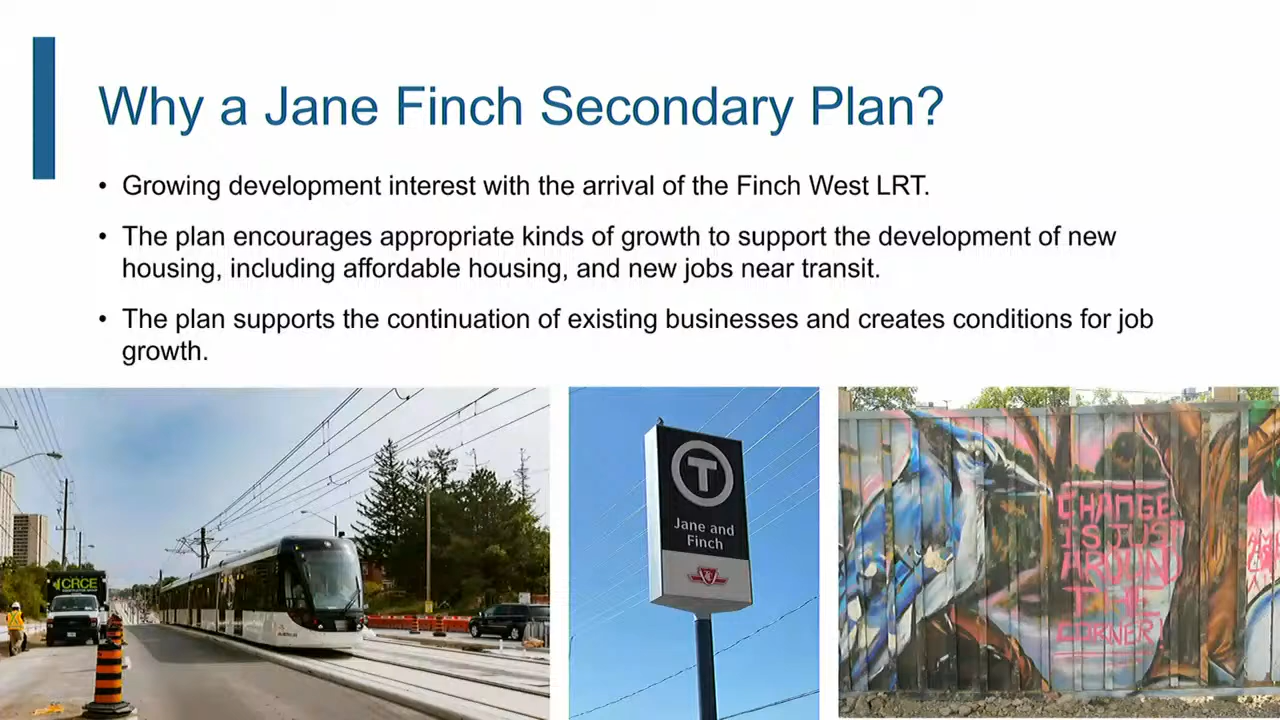 Why a Jane Finch Secondary Plan?
• Growing development interest with the arrival of the Finch West LRT.
• The plan encourages appropriate kinds of growth to support the development of new
housing, including affordable housing, and new jobs near transit.
• The plan supports the continuation of existing businesses and creates conditions for job
growth.
CRCE
T
Jane and
Finch
CHANGE
IS JUST
AROUND
THE
CORNER!